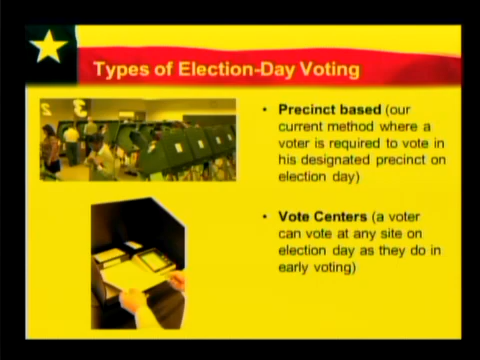 Types of Election-Day Voting
• Precinct based (our
current method where a
voter is required to vote in
his designated precinct on
election day)
• Vote Centers (a voter
can vote at any site on
election day as they do in
early voting)